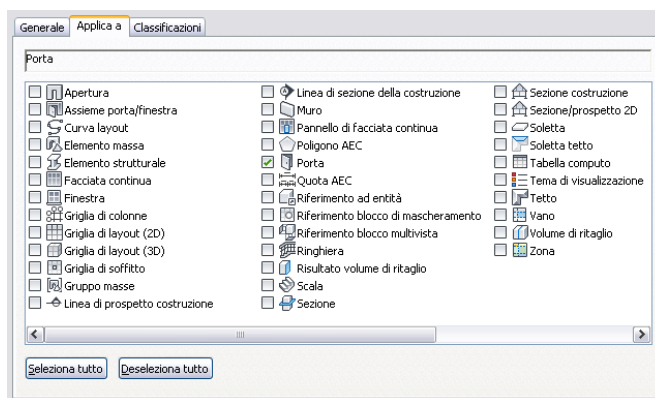 Generale
Applica a
Classificazioni
Porta
Apertura
Assieme porta/finestra
Curva layout
Elemento massa
Elemento strutturale
Facciata continua
Finestra
Griglia di colonne
Griglia di layout (2D)
Griglia di layout (3D)
Griglia di soffitto
Gruppo masse
Linea di prospetto costruzione
Linea di sezione della costruzione
Muro
Pannello di facciata continua
Poligono AEC
Porta
Quota AEC
Riferimento ad entità
Riferimento blocco di mascheramento
Riferimento blocco multivista
Ringhiera
Risultato volume di ritaglio
Scala
Sezione
Sezione costruzione
Sezione/prospetto 2D
Soletta
Soletta tetto
Tabella computo
Tema di visualizzazione
Tetto
Vano
Volume di ritaglio
Zona
Seleziona tutto
Deseleziona tutto